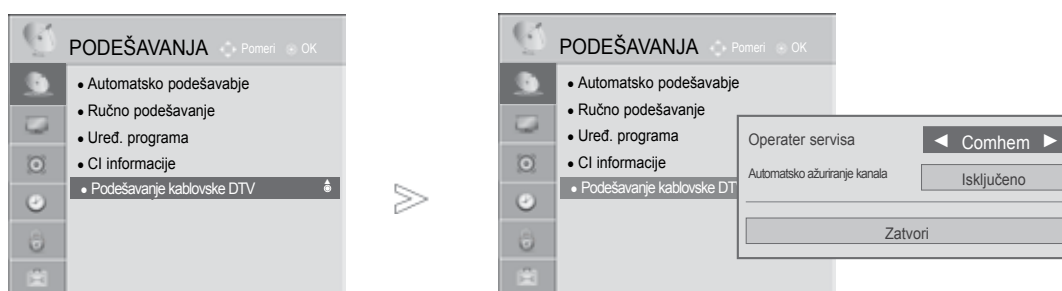 PODEŠAVANJA Pomeri OK
• Automatsko podešavabje
• Ručno podešavanje
• Uređ. programa
• CI informacije
• Podešavanje kablovske DTV
PODEŠAVANJA Pomeri OK
• Automatsko podešavabje
• Ručno podešavanje
• Uređ. programa
• CI informacije
• Podešavanje kablovske DT
Operater servisa ◀ Comhem ▶
Automatsko ažuriranje kanala Isključeno
Zatvori